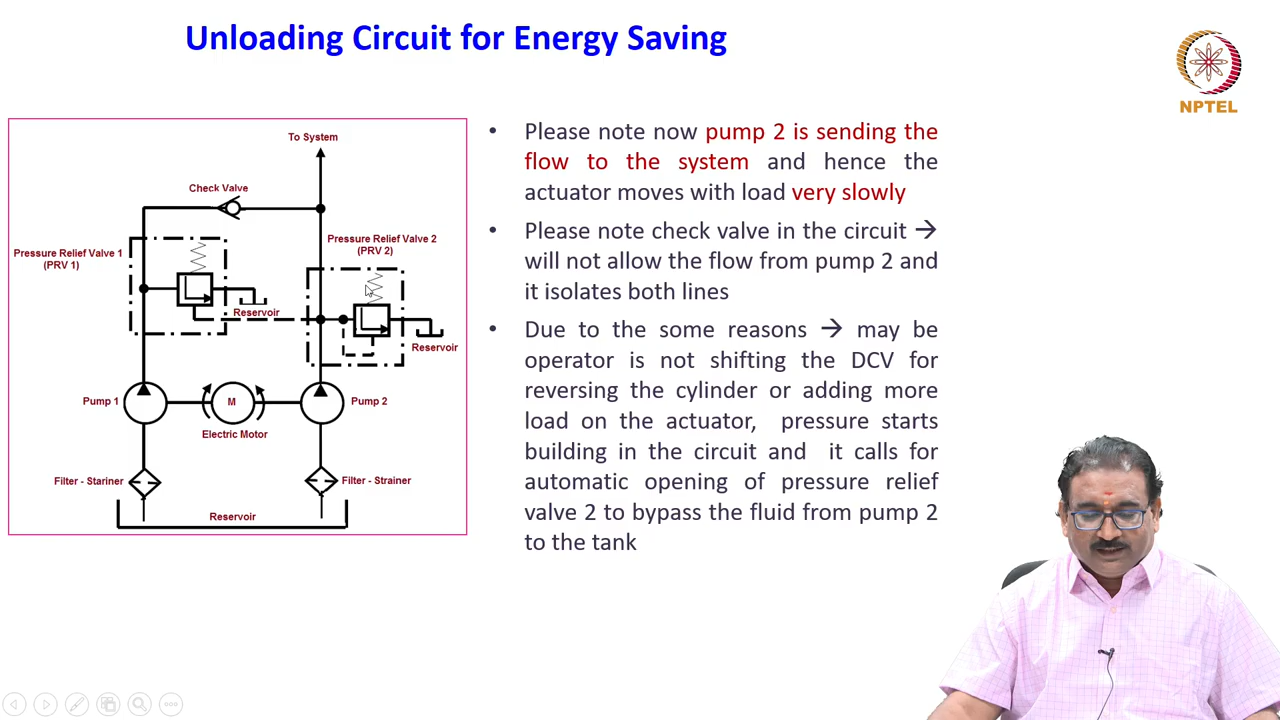 Unloading Circuit for Energy Saving
NPTEL
To System
Check Valve
Pressure Relief Valve 1
(PRV 1)
Pressure Relief Valve 2
(PRV 2)
Reservoir
Reservoir
Pump 1
M
Pump 2
Electric Motor
Filter - Stariner
Filter - Strainer
Reservoir
• Please note now pump 2 is sending the
flow to the system and hence the
actuator moves with load very slowly
• Please note check valve in the circuit →
will not allow the flow from pump 2 and
it isolates both lines
• Due to the some reasons → may be
operator is not shifting the DCV for
reversing the cylinder or adding more
load on the actuator, pressure starts
building in the circuit and it calls for
automatic opening of pressure relief
valve 2 to bypass the fluid from pump 2
to the tank